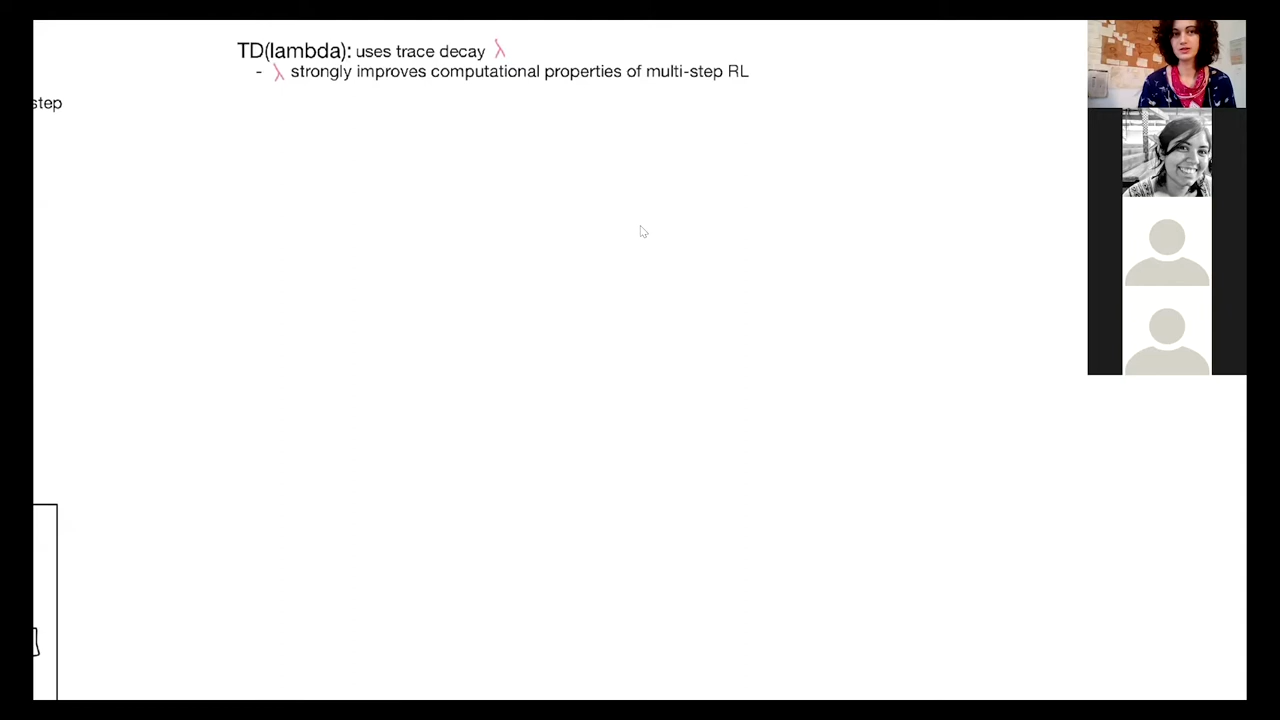 TD(lambda): uses trace decay λ
- λ strongly improves computational properties of multi-step RL
step